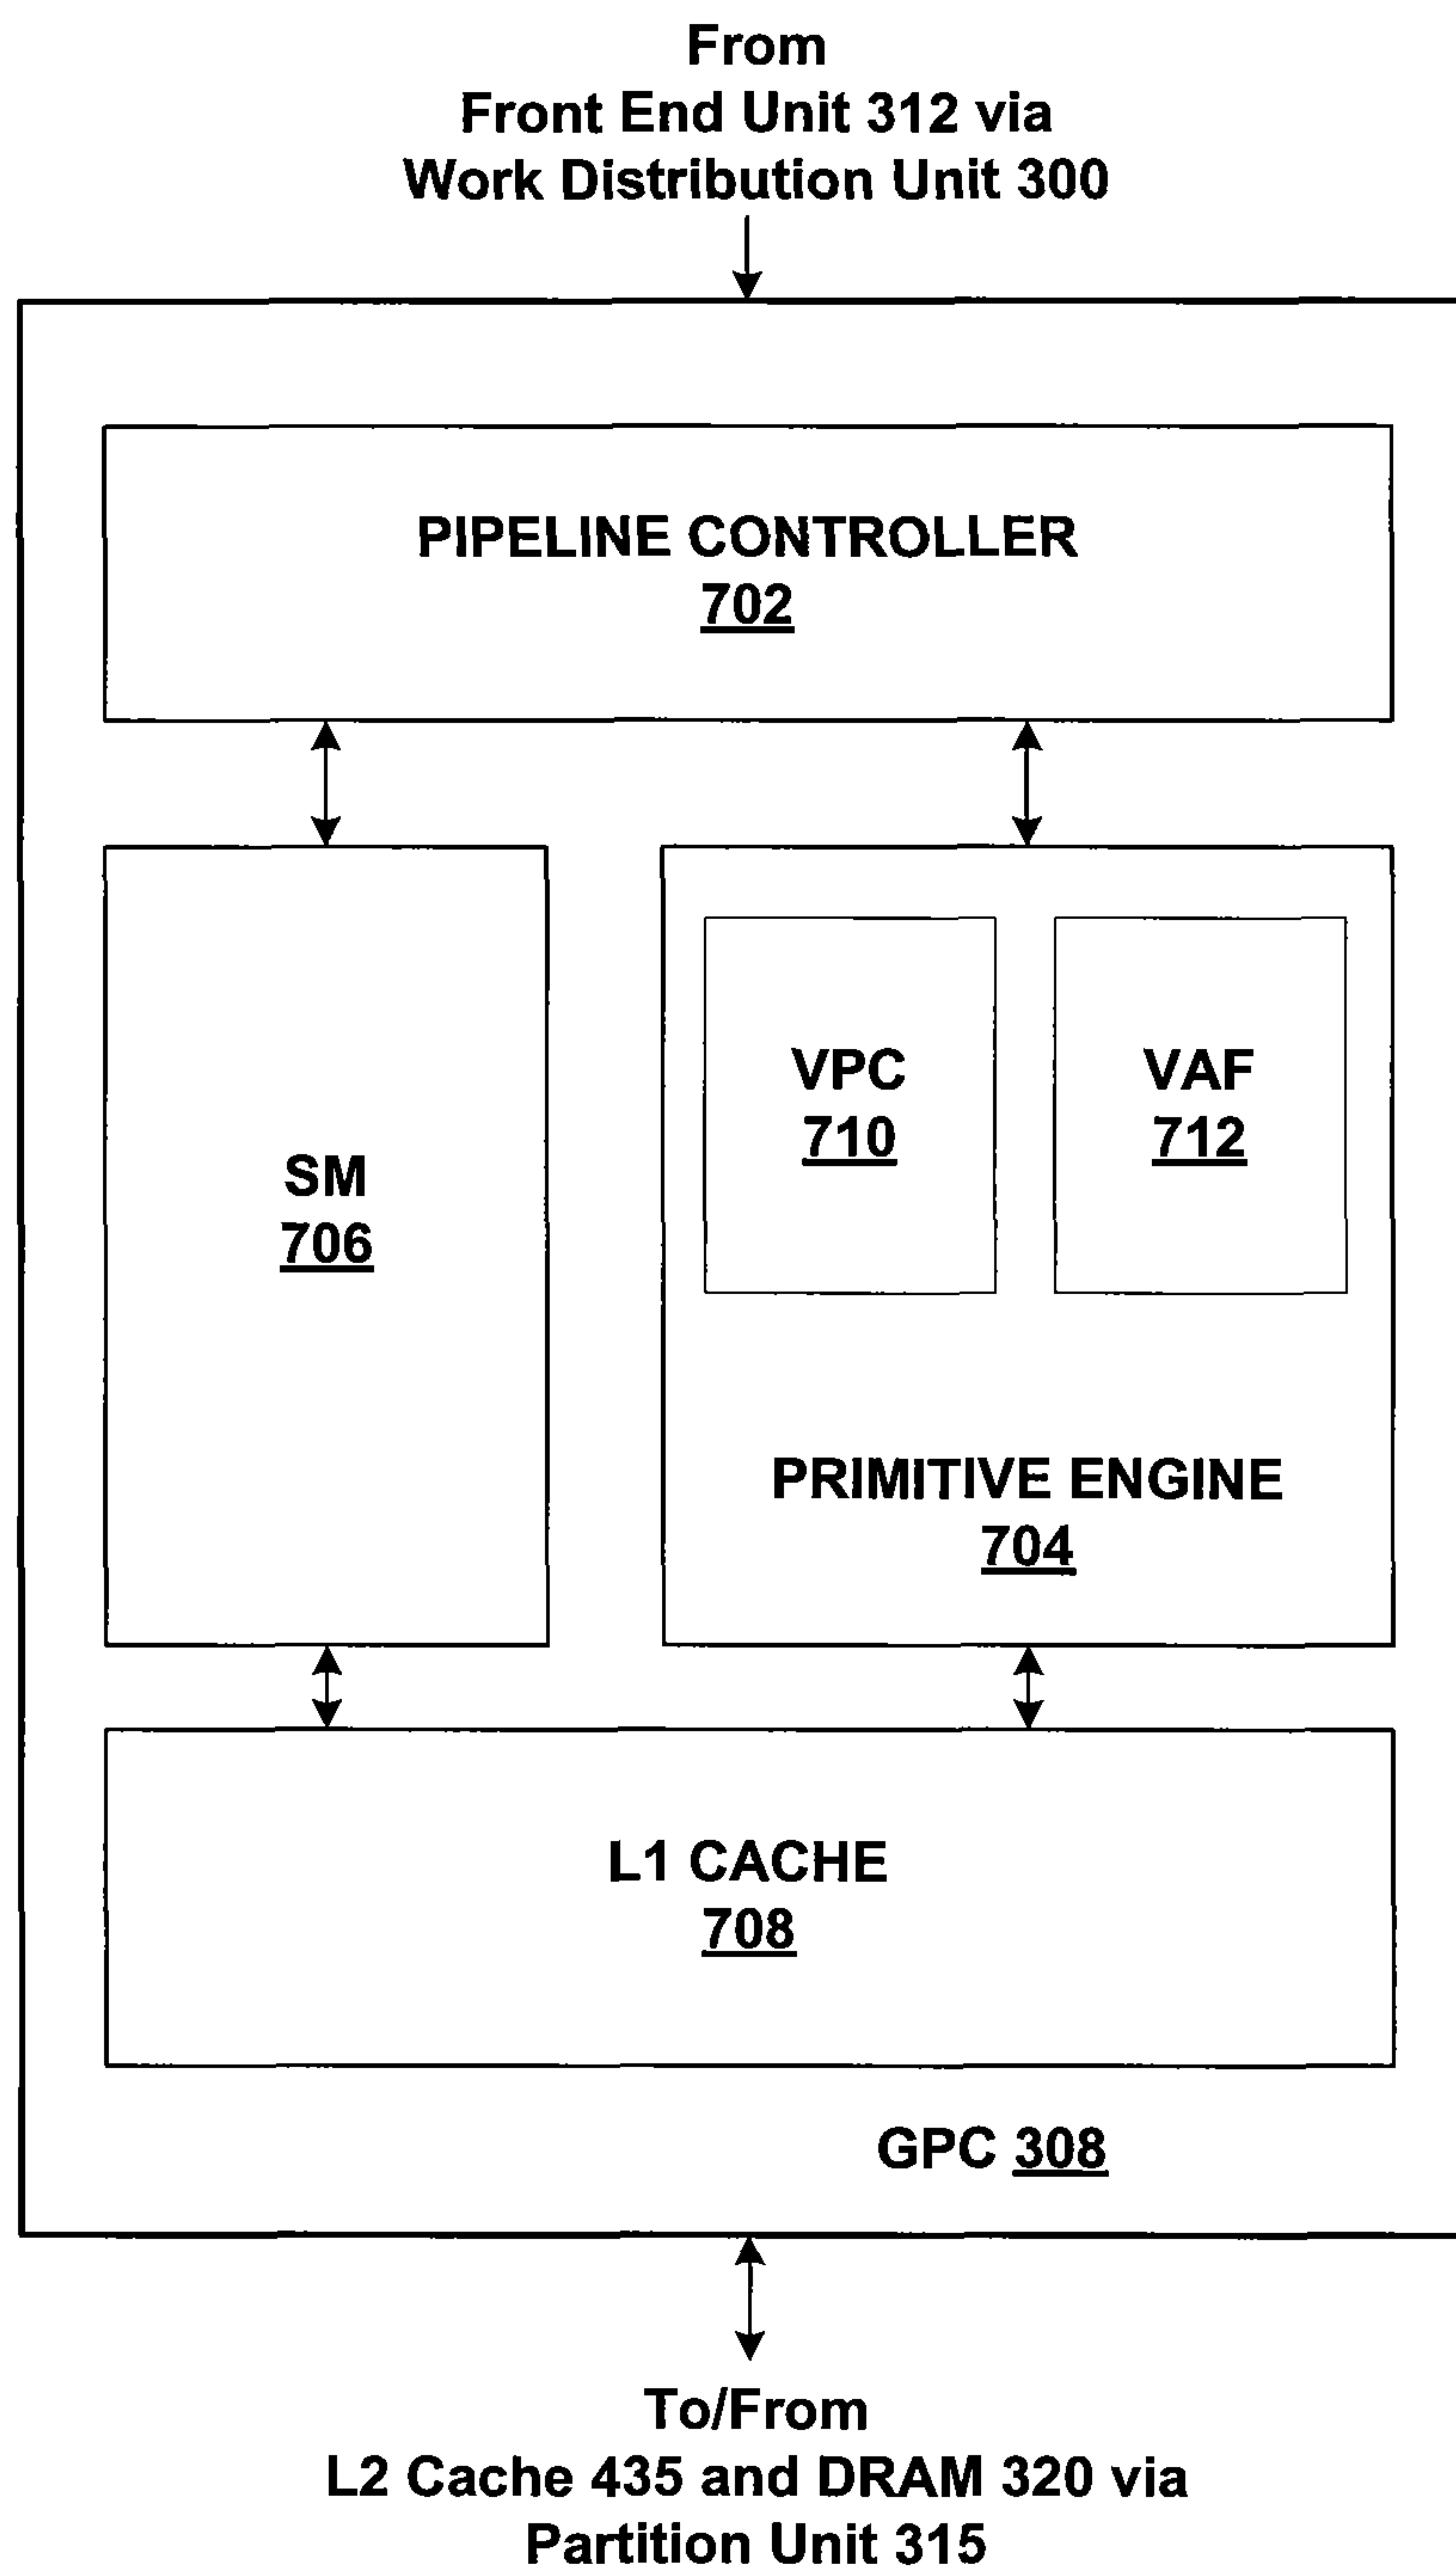 From
Front End Unit 312 via
Work Distribution Unit 300
PIPELINE CONTROLLER
702
SM
706
VPC
710
VAF
712
PRIMITIVE ENGINE
704
L1 CACHE
708
GPC 308
To/From
L2 Cache 435 and DRAM 320 via
Partition Unit 315